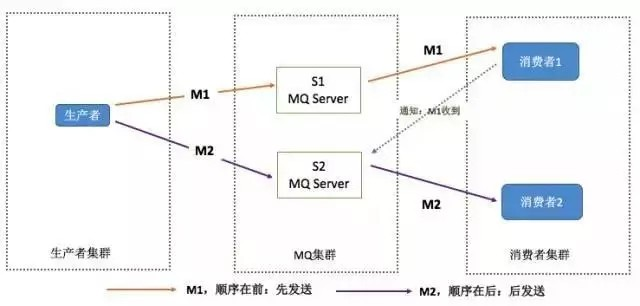 M1
S1
MQ Server
M1
消费者1
生产者
通知：M1收到
M2
S2
MQ Server
M2
消费者2
生产者集群
MQ集群
消费者集群
M1，顺序在前：先发送
M2，顺序在后：后发送